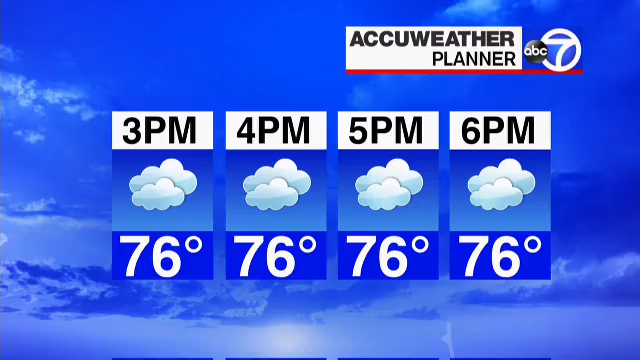 ACCUWEATHER
PLANNER
abc 7
3PM 4PM 5PM 6PM
76° 76° 76° 76°